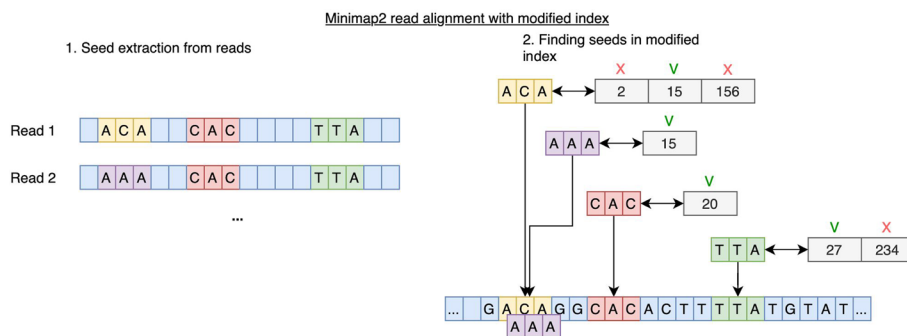 Minimap2 read alignment with modified index
1. Seed extraction from reads
2. Finding seeds in modified
index
X V X
A C A 2 15 156
Read 1 A C A C A C T T A
V
A A A 15
Read 2 A A A C A C T T A
...
V
C A C 20
V X
T T A 27 234
... G A C A G G C A C A C T T T T A T G T A T ...
A A A